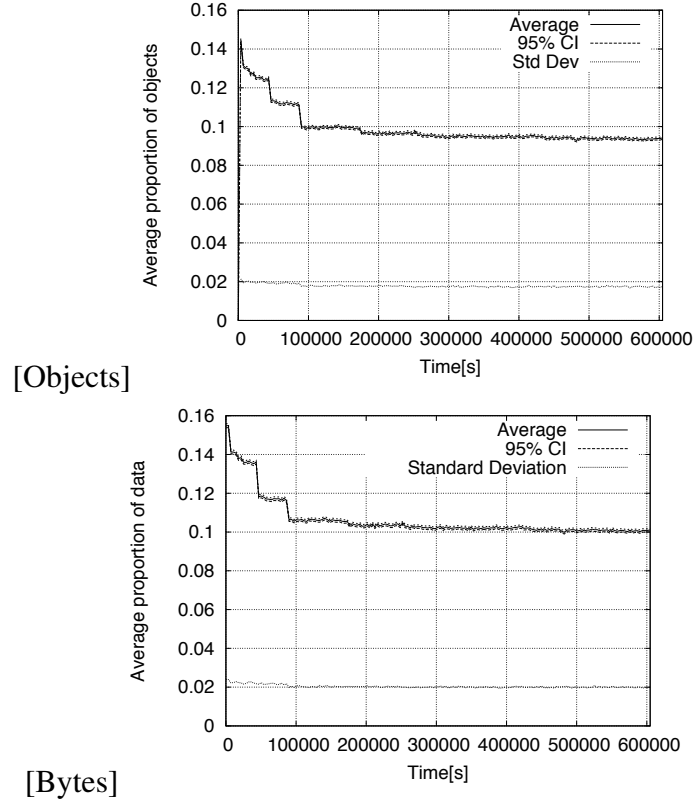 0.16
0.14
0.12
0.1
0.08
0.06
0.04
0.02
0
Average proportion of objects
Average
95% CI
Std Dev
0 100000 200000 300000 400000 500000 600000
Time[s]
[Objects]
0.16
0.14
0.12
0.1
0.08
0.06
0.04
0.02
0
Average proportion of data
Average
95% CI
Standard Deviation
0 100000 200000 300000 400000 500000 600000
Time[s]
[Bytes]